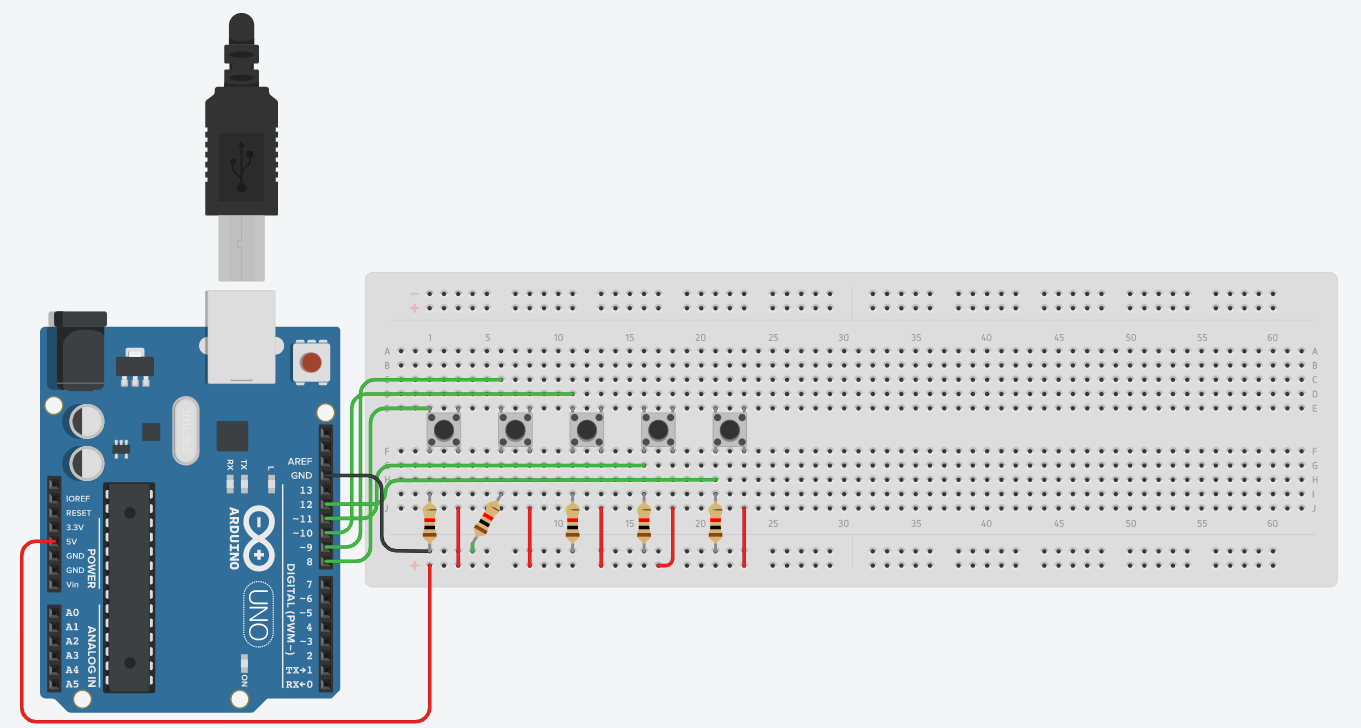 − −
+ +
1 5 10 15 20 25 30 35 40 45 50 55 60
A A
B B
C C
D D
E E
F F
G G
H H
I I
J J
10 15 20 25 30 35 40 45 50 55 60
+
RX TX L
AREF
GND
13
12
~11
~10
~9
8
7
~6
~5
4
~3
2
TX→1
RX←0
DIGITAL (PWM~)
ARDUINO
UNO
ON
IOREF
RESET
3.3V
5V
GND
GND
Vin
POWER
A0
A1
A2
A3
A4
A5
ANALOG IN